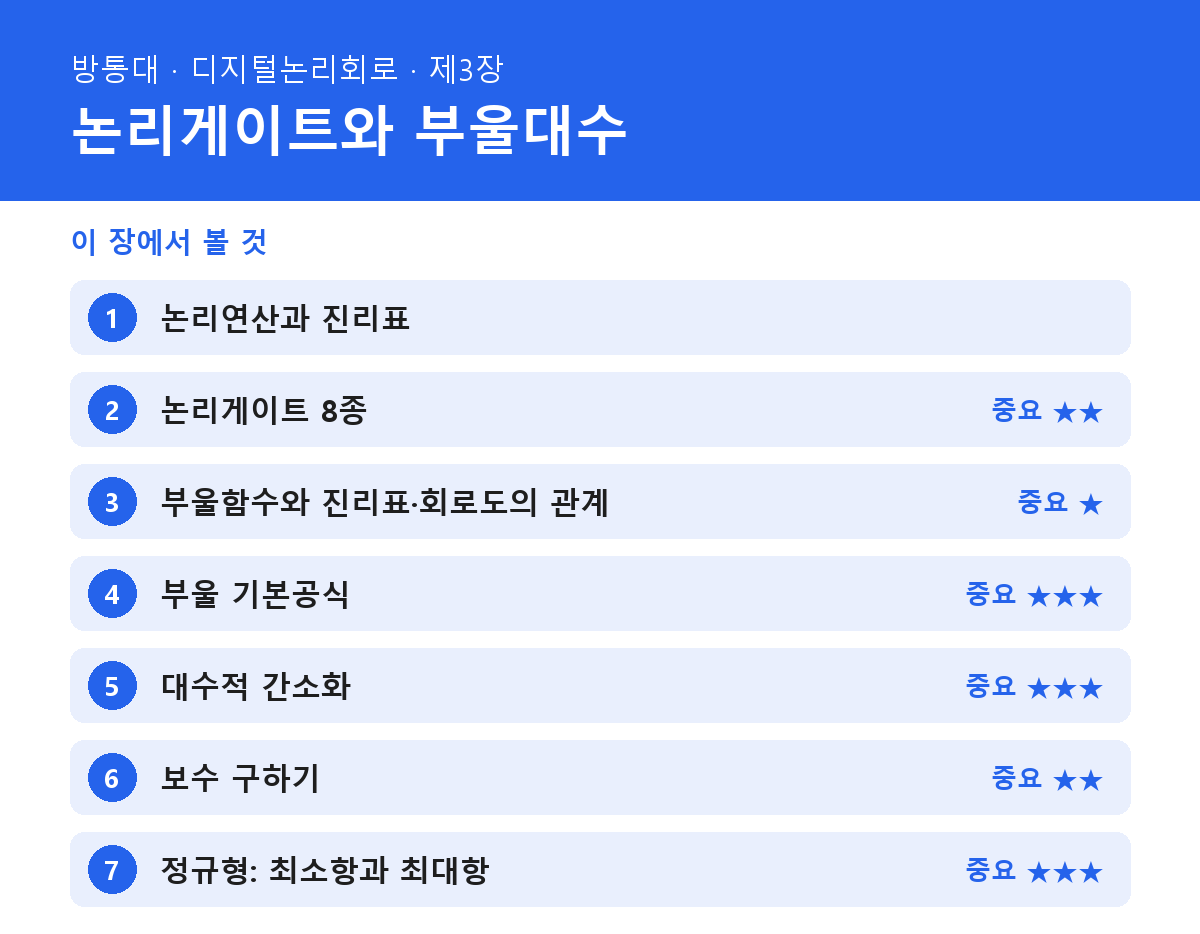 방통대 · 디지털논리회로 · 제3장
논리게이트와 부울대수
이 장에서 볼 것
1 논리연산과 진리표
2 논리게이트 8종 중요 ★★
3 부울함수와 진리표·회로도의 관계 중요 ★
4 부울 기본공식 중요 ★★★
5 대수적 간소화 중요 ★★★
6 보수 구하기 중요 ★★
7 정규형: 최소항과 최대항 중요 ★★★